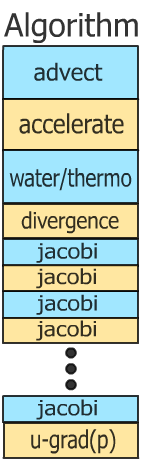 Algorithm
advect
accelerate
water/thermo
divergence
jacobi
jacobi
jacobi
jacobi
jacobi
u-grad(p)